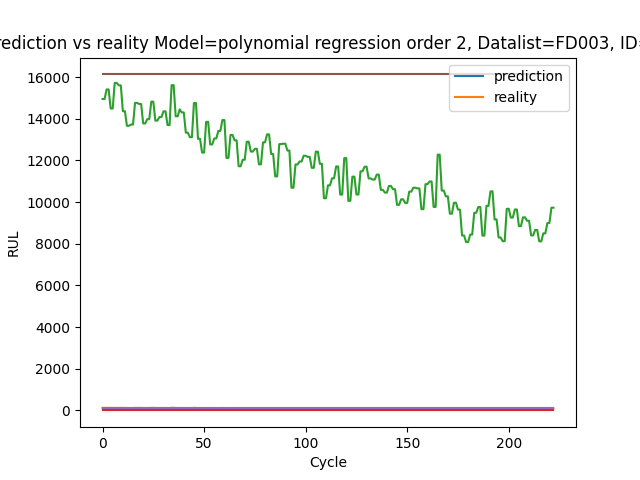 rediction vs reality Model=polynomial regression order 2, Datalist=FD003, ID=
16000
14000
12000
10000
8000
6000
4000
2000
0
RUL
prediction
reality
0 50 100 150 200
Cycle